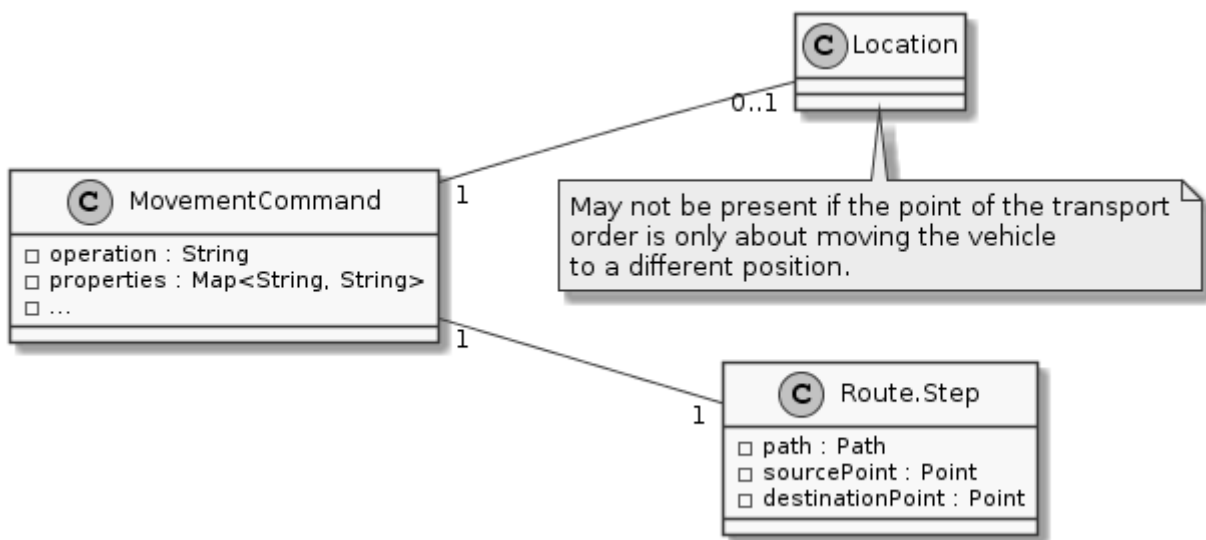 C Location
0..1
1
C MovementCommand
operation : String
properties : Map<String, String>
...
May not be present if the point of the transport
order is only about moving the vehicle
to a different position.
1
1
C Route.Step
path : Path
sourcePoint : Point
destinationPoint : Point